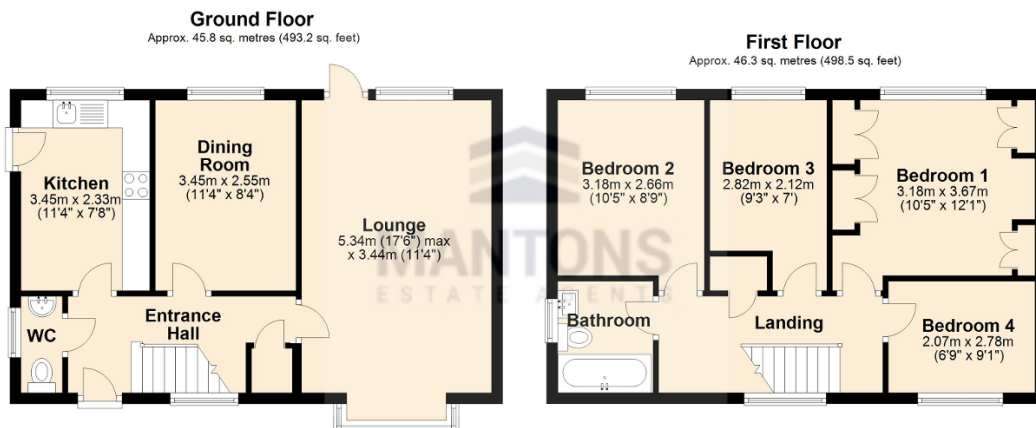 Ground Floor
Approx. 45.8 sq. metres (493.2 sq. feet)
Kitchen
3.45m x 2.33m
(11'4" x 7'8")
Dining
Room
3.45m x 2.55m
(11'4" x 8'4")
Lounge
5.34m (17'6") max
x 3.44m (11'4")
WC
Entrance
Hall
First Floor
Approx. 46.3 sq. metres (498.5 sq. feet)
Bedroom 2
3.18m x 2.66m
(10'5" x 8'9")
Bedroom 3
2.82m x 2.12m
(9'3" x 7')
Bedroom 1
3.18m x 3.67m
(10'5" x 12'1")
Bathroom
Landing
Bedroom 4
2.07m x 2.78m
(6'9" x 9'1")
MANTONS
ESTATE AGENTS